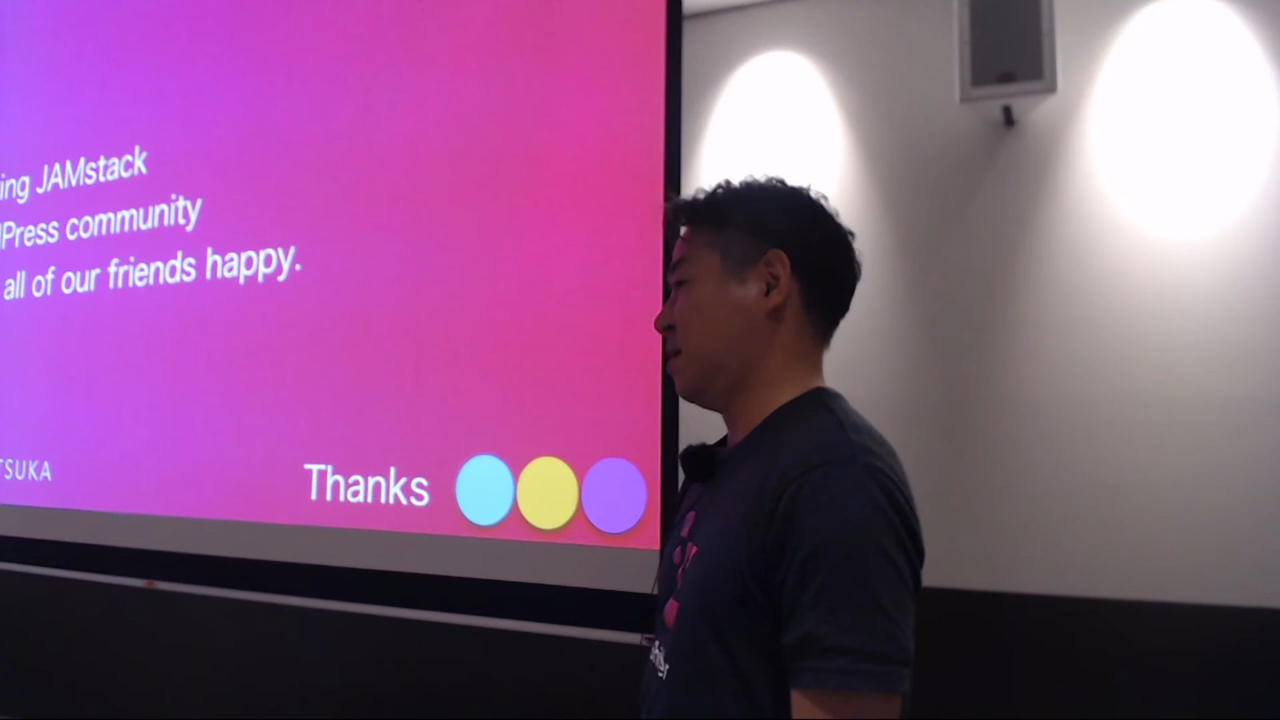 ing JAMstack
Press community
all of our friends happy.
TSUKA
Thanks